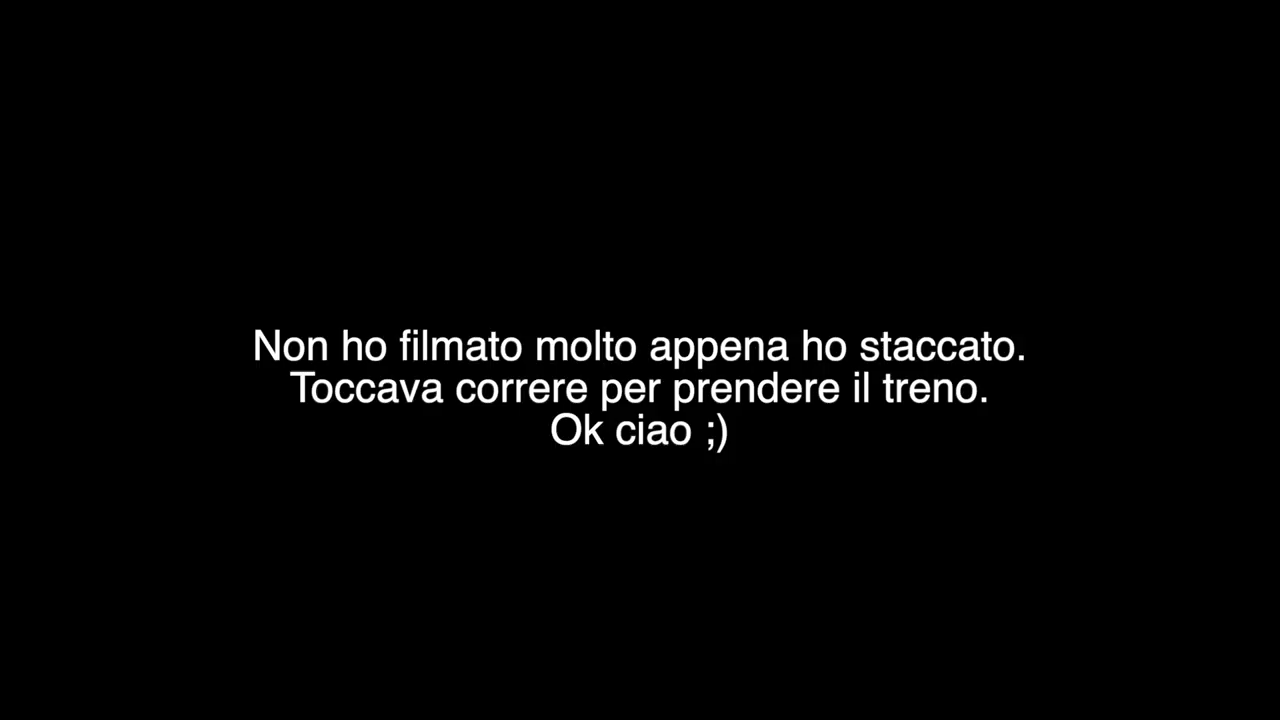 Non ho filmato molto appena ho staccato.
Toccava correre per prendere il treno.
Ok ciao ;)